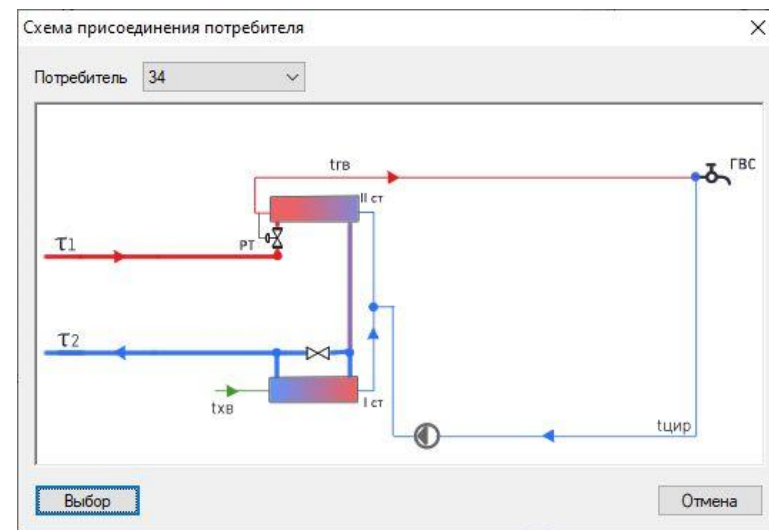 Схема присоединения потребителя
Потребитель 34
tгв
ГВС
II ст
РТ
τ1
τ2
tхв
I ст
tцир
Выбор
Отмена